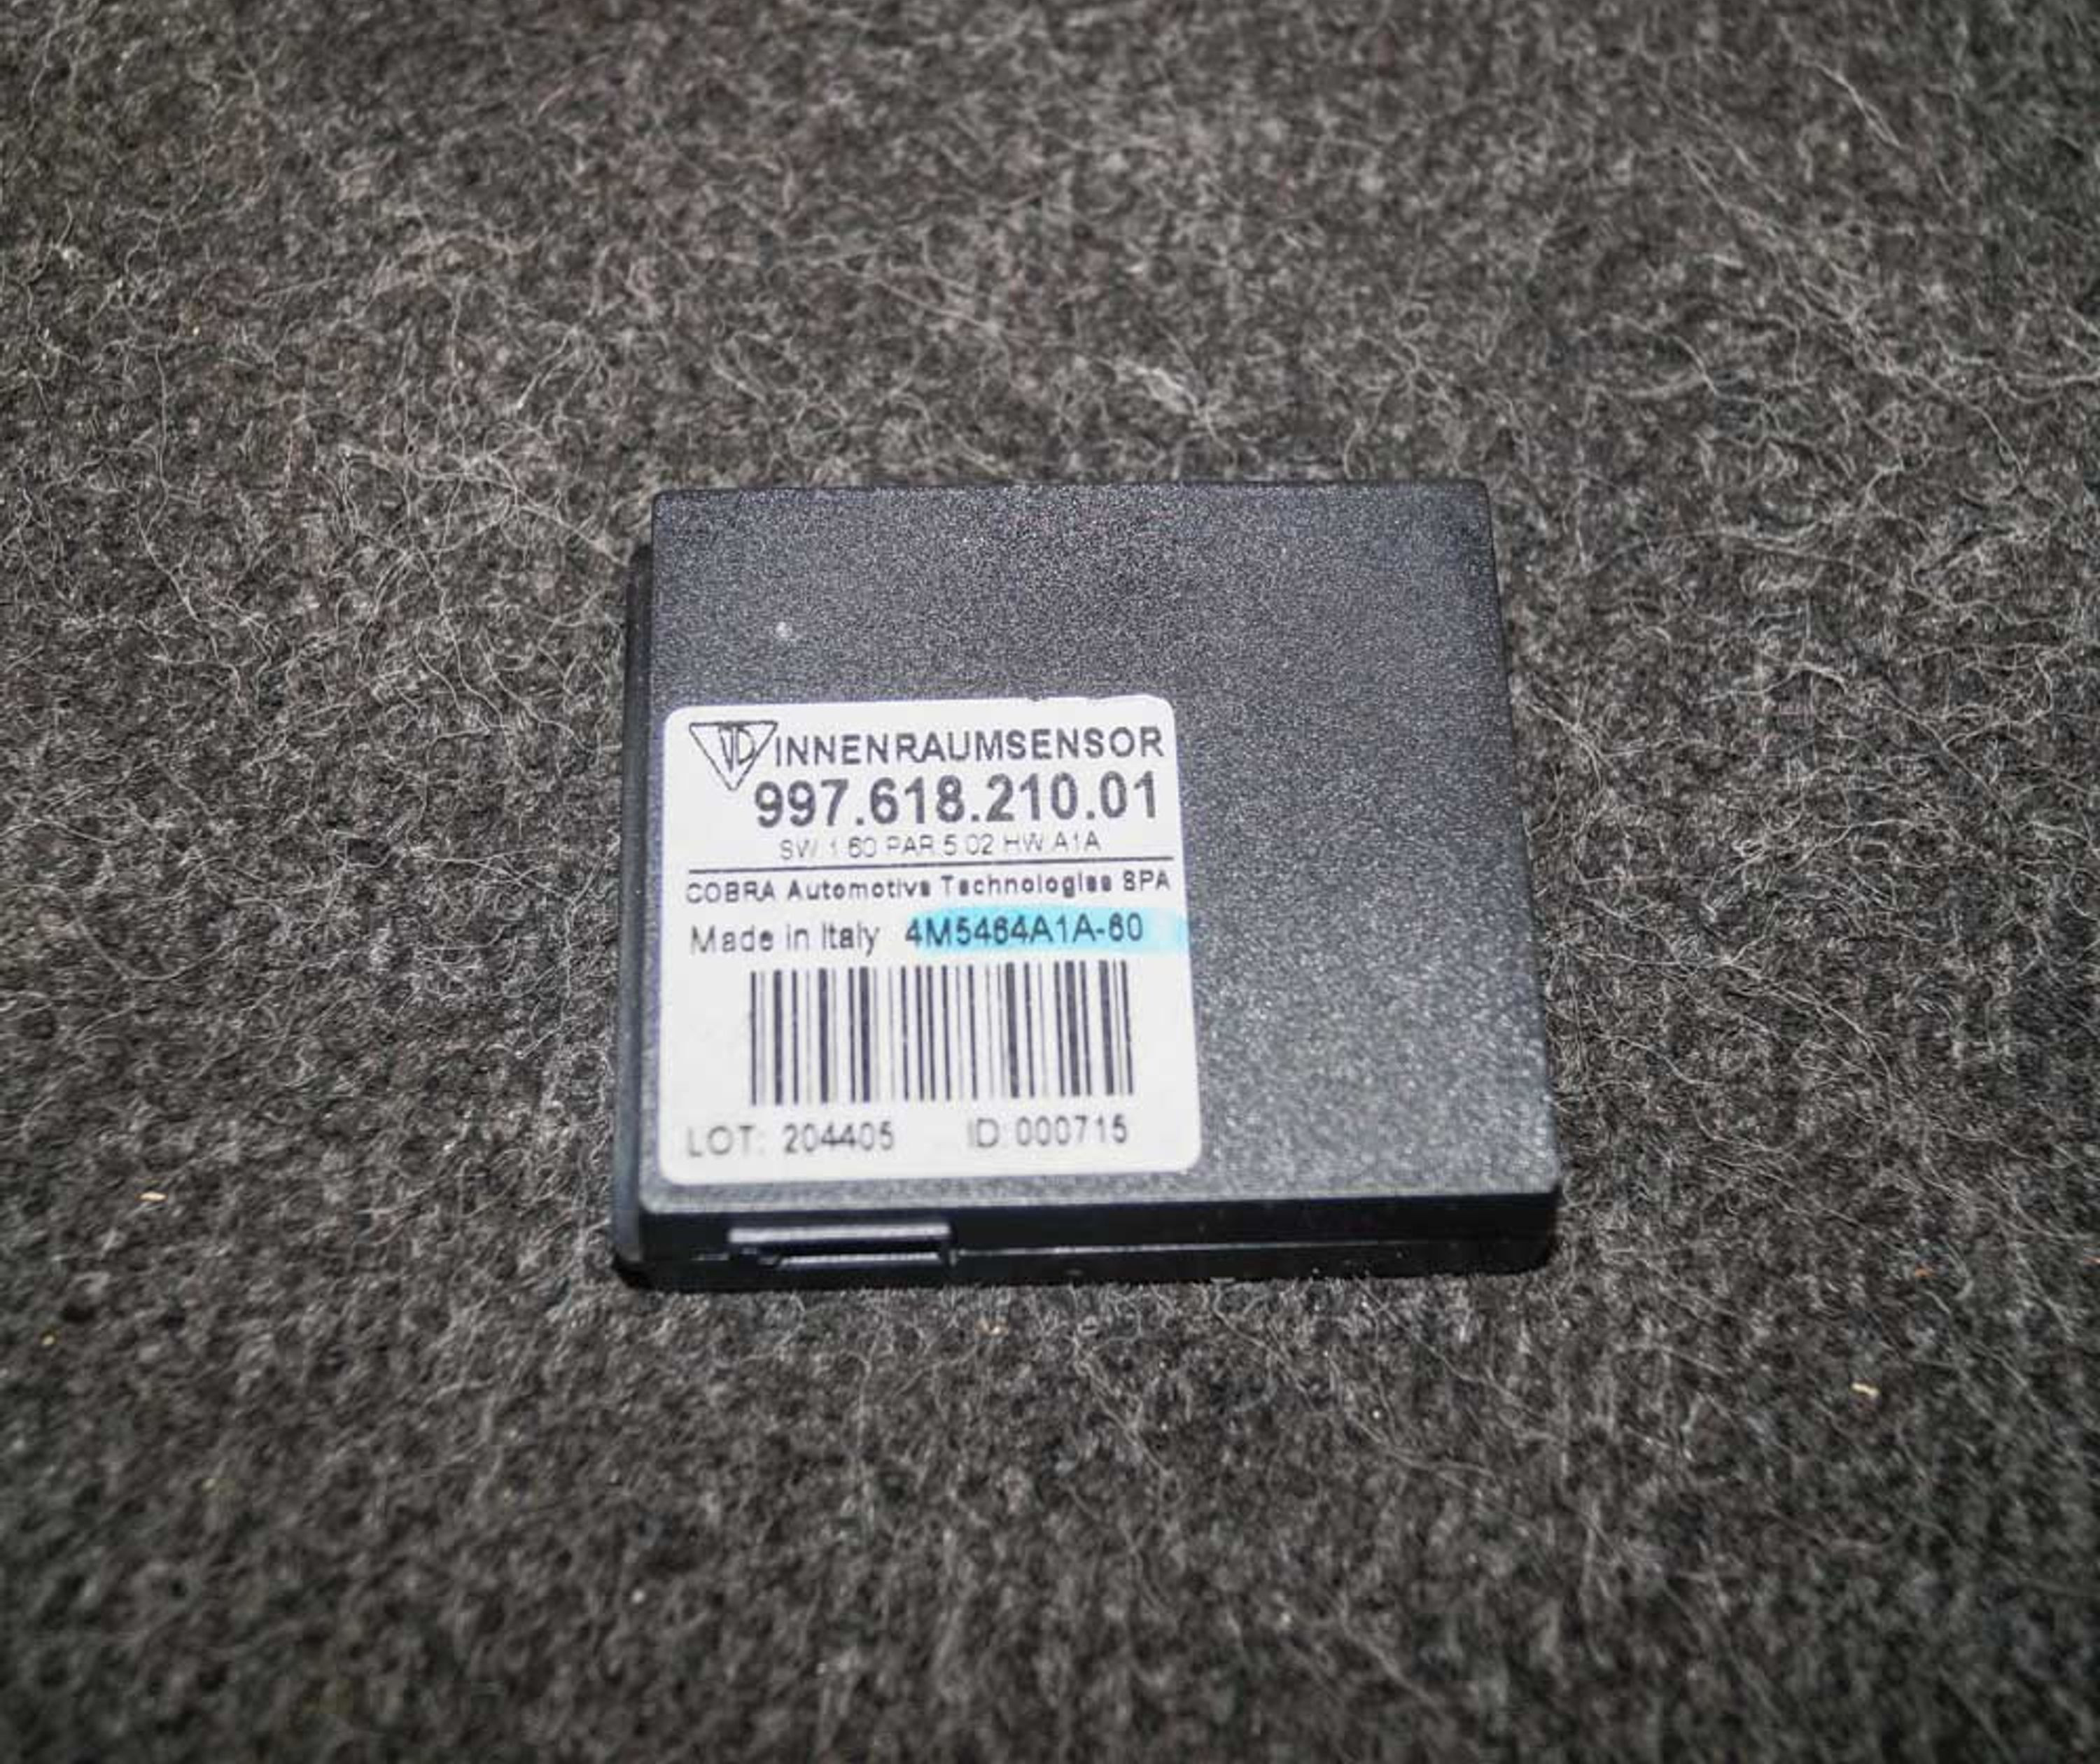 INNENRAUMSENSOR
997.618.210.01
SW 1.60 PAR 5.02 HW A1A
COBRA Automotive Technologies SPA
Made in Italy 4M5464A1A-60
LOT: 204405 ID 000715